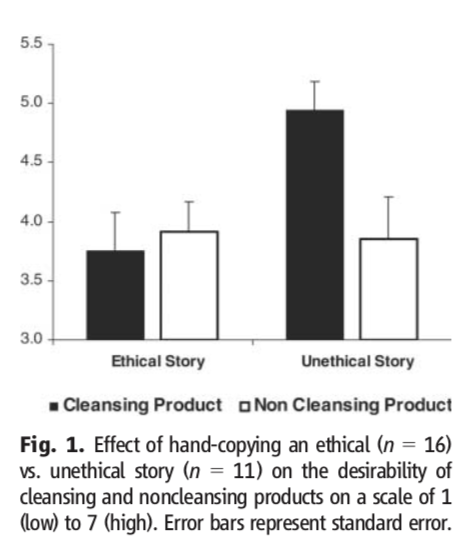 5.5
5.0
4.5
4.0
3.5
3.0
Ethical Story Unethical Story
Cleansing Product Non Cleansing Product
Fig. 1. Effect of hand-copying an ethical (n = 16)
vs. unethical story (n = 11) on the desirability of
cleansing and noncleansing products on a scale of 1
(low) to 7 (high). Error bars represent standard error.